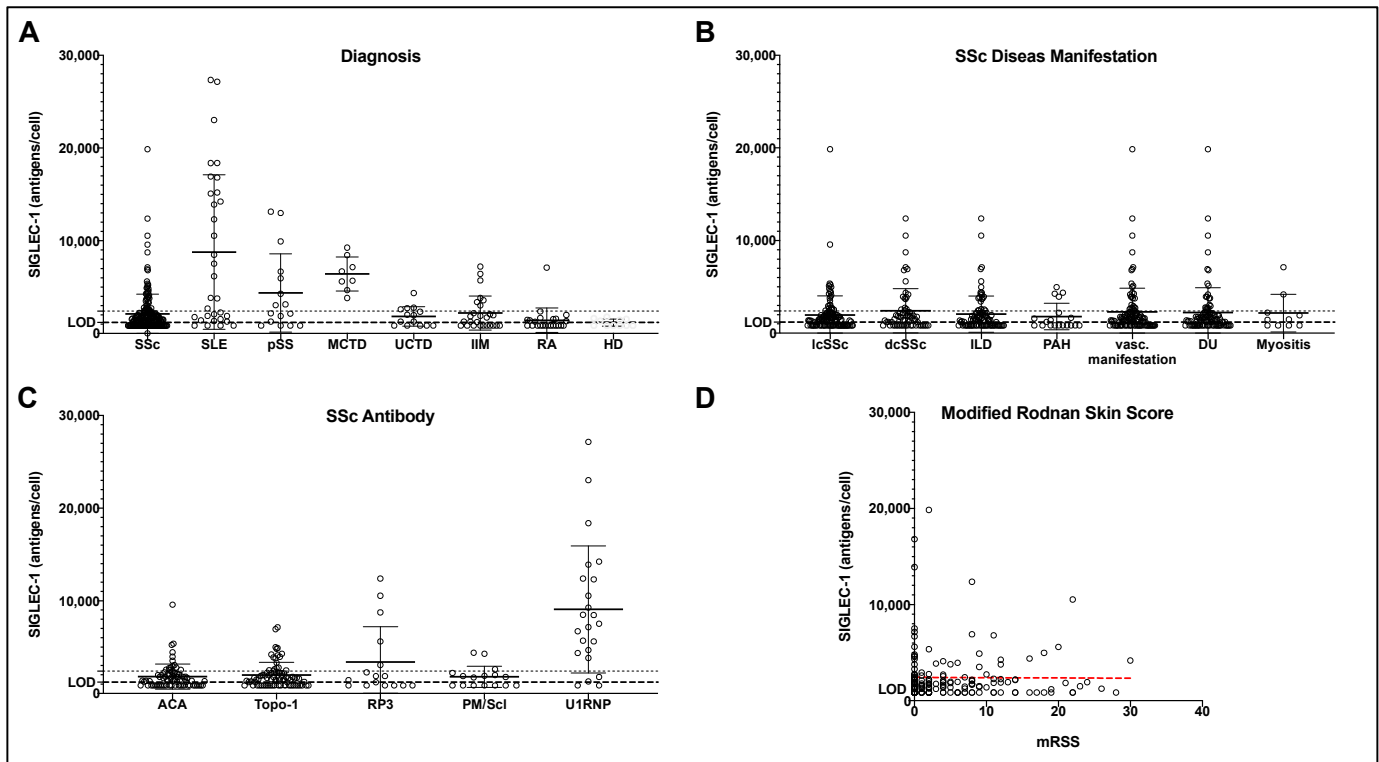 A
Diagnosis
SIGLEC-1 (antigens/cell)
30,000
20,000
10,000
LOD
0
SSc SLE pSS MCTD UCTD IIM RA HD
B
SSc Diseas Manifestation
SIGLEC-1 (antigens/cell)
30,000
20,000
10,000
LOD
0
lcSSc dcSSc ILD PAH vasc. DU Myositis
manifestation
C
SSc Antibody
SIGLEC-1 (antigens/cell)
30,000
20,000
10,000
LOD
0
ACA Topo-1 RP3 PM/Scl U1RNP
D
Modified Rodnan Skin Score
SIGLEC-1 (antigens/cell)
30,000
20,000
10,000
LOD
0
0 10 20 30 40
mRSS